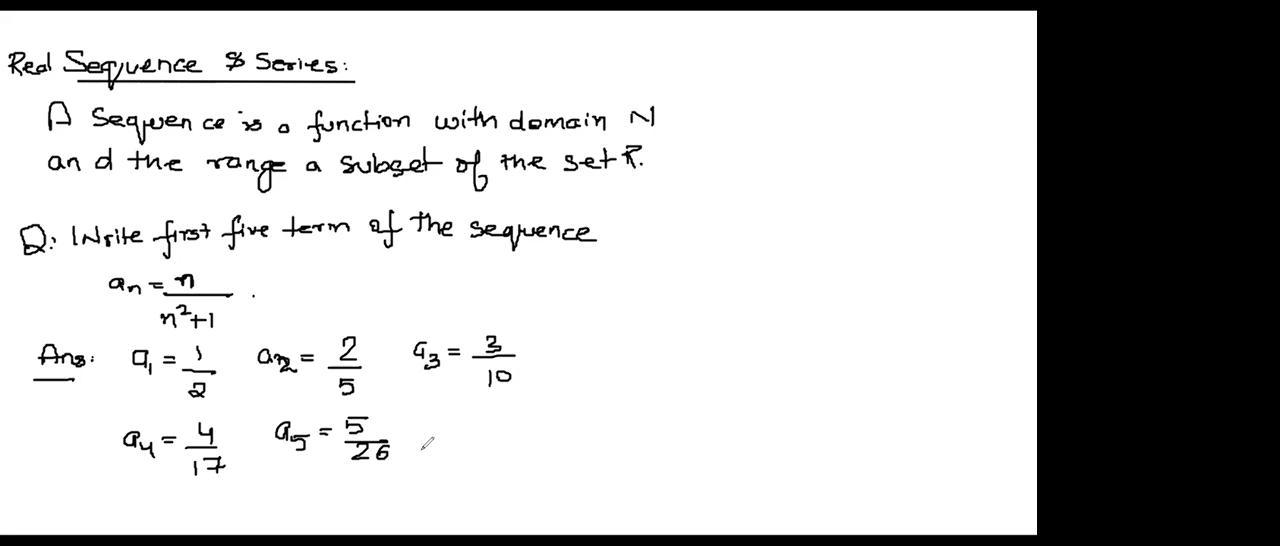 Real Sequence & Series:
A sequence is a function with domain N
and the range a subset of the set R.
Q: Write first five term of the sequence
aₙ = n/(n²+1) .
Ans: a₁ = 1/2 a₂ = 2/5 a₃ = 3/10
a₄ = 4/17 a₅ = 5/26